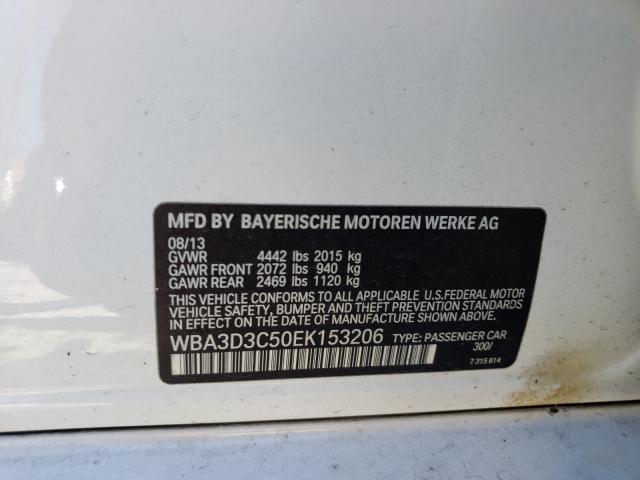 MFD BY BAYERISCHE MOTOREN WERKE AG
08/13
GVWR 4442 lbs 2015 kg
GAWR FRONT 2072 lbs 940 kg
GAWR REAR 2469 lbs 1120 kg
THIS VEHICLE CONFORMS TO ALL APPLICABLE U.S.FEDERAL MOTOR
VEHICLE SAFETY, BUMPER AND THEFT PREVENTION STANDARDS
IN EFFECT ON THE DATE OF MANUFACTURE SHOWN ABOVE.
WBA3D3C50EK153206 TYPE: PASSENGER CAR
300/
7 315 814